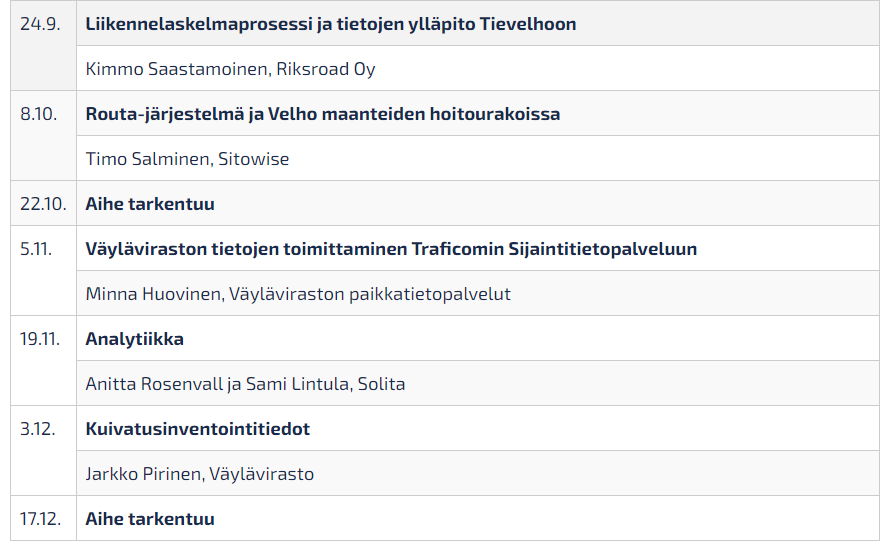 24.9. Liikennelaskelmaprosessi ja tietojen ylläpito Tievelhoon
Kimmo Saastamoinen, Riksroad Oy
8.10. Routa-järjestelmä ja Velho maanteiden hoitourakoissa
Timo Salminen, Sitowise
22.10. Aihe tarkentuu
5.11. Väyläviraston tietojen toimittaminen Traficomin Sijaintitietopalveluun
Minna Huovinen, Väyläviraston paikkatietopalvelut
19.11. Analytiikka
Anitta Rosenvall ja Sami Lintula, Solita
3.12. Kuivatusinventointitiedot
Jarkko Pirinen, Väylävirasto
17.12. Aihe tarkentuu